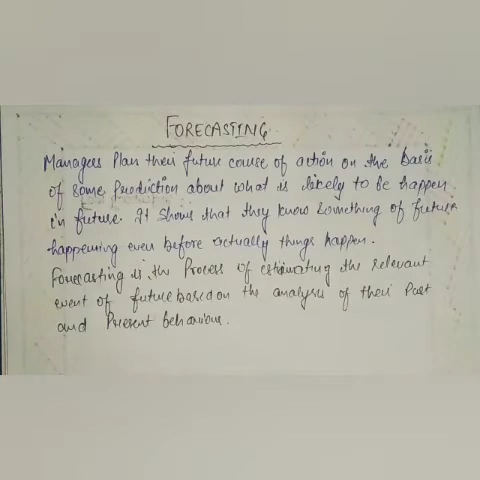 FORECASTING
Managers Plan their future course of action on the basis
of some Production about what is likely to be happen
in future. It shows that they know something of future
happening even before actually things happen.
Forecasting is the Process of estimating the relevant
event of future based on the analysis of their Past
and Present behaviour.